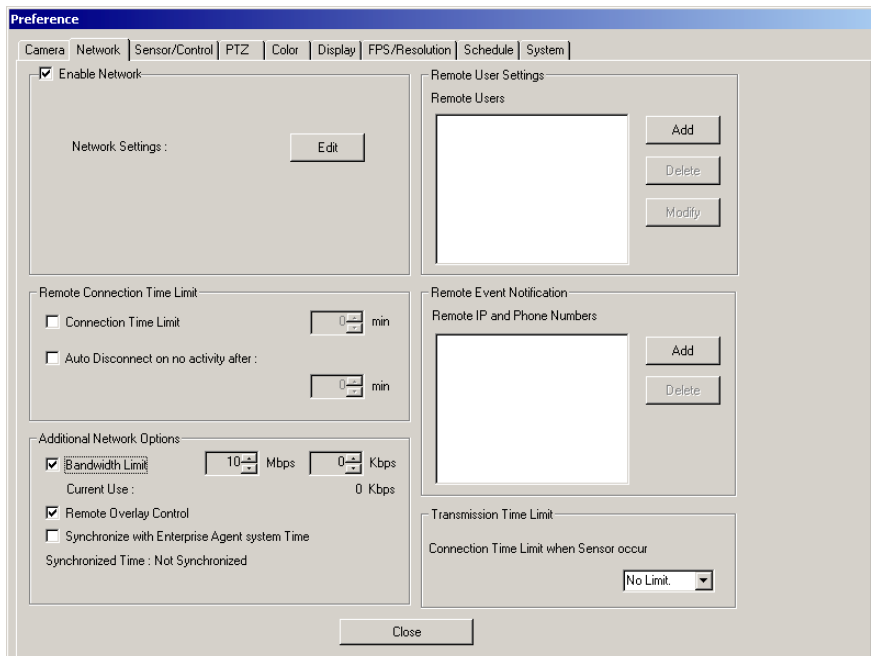 Preference
Camera Network Sensor/Control PTZ Color Display FPS/Resolution Schedule System
Enable Network
Network Settings : Edit
Remote User Settings
Remote Users
Add
Delete
Modify
Remote Connection Time Limit
Connection Time Limit 0 min
Auto Disconnect on no activity after :
0 min
Remote Event Notification
Remote IP and Phone Numbers
Add
Delete
Additional Network Options
Bandwidth Limit 10 Mbps 0 Kbps
Current Use : 0 Kbps
Remote Overlay Control
Synchronize with Enterprise Agent system Time
Synchronized Time : Not Synchronized
Transmission Time Limit
Connection Time Limit when Sensor occur
No Limit.
Close